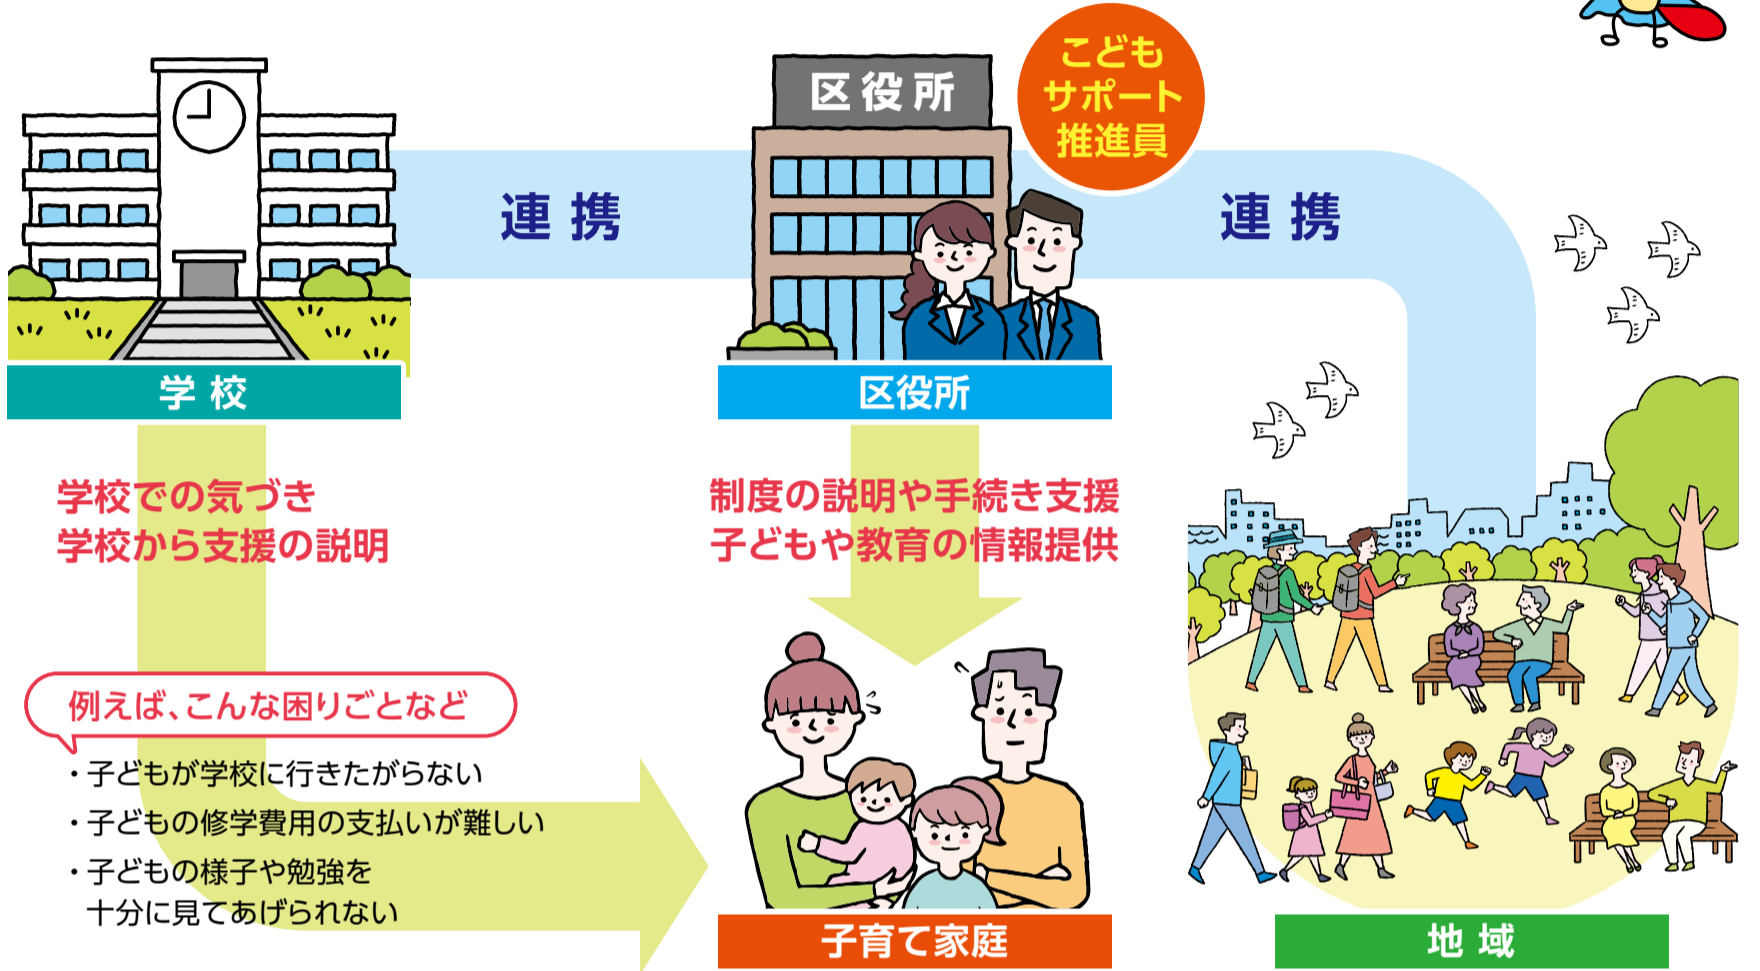 こども
サポート
推進員
区役所
連携
連携
学校
区役所
学校での気づき
学校から支援の説明
制度の説明や手続き支援
子どもや教育の情報提供
例えば、こんな困りごとなど
・子どもが学校に行きたがらない
・子どもの修学費用の支払いが難しい
・子どもの様子や勉強を
十分に見てあげられない
子育て家庭
地域